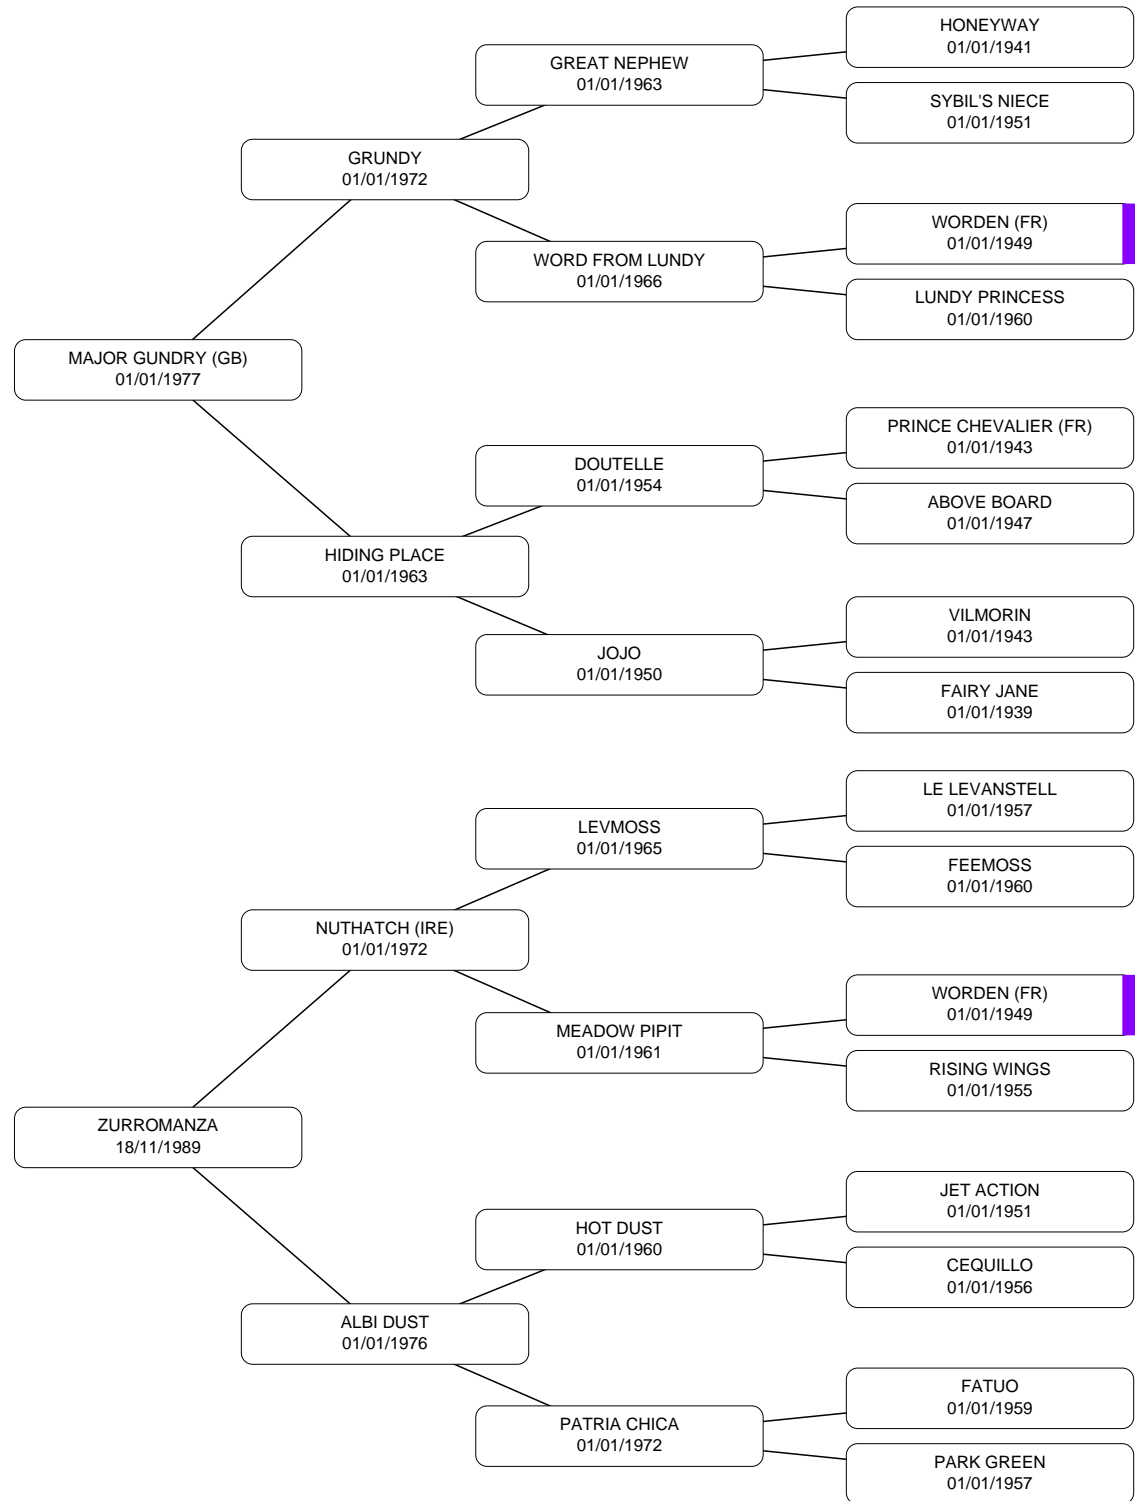 HONEYWAY
01/01/1941
GREAT NEPHEW
01/01/1963
SYBIL'S NIECE
01/01/1951
GRUNDY
01/01/1972
WORDEN (FR)
01/01/1949
WORD FROM LUNDY
01/01/1966
LUNDY PRINCESS
01/01/1960
MAJOR GUNDRY (GB)
01/01/1977
PRINCE CHEVALIER (FR)
01/01/1943
DOUTELLE
01/01/1954
ABOVE BOARD
01/01/1947
HIDING PLACE
01/01/1963
VILMORIN
01/01/1943
JOJO
01/01/1950
FAIRY JANE
01/01/1939
LE LEVANSTELL
01/01/1957
LEVMOSS
01/01/1965
FEEMOSS
01/01/1960
NUTHATCH (IRE)
01/01/1972
WORDEN (FR)
01/01/1949
MEADOW PIPIT
01/01/1961
RISING WINGS
01/01/1955
ZURROMANZA
18/11/1989
JET ACTION
01/01/1951
HOT DUST
01/01/1960
CEQUILLO
01/01/1956
ALBI DUST
01/01/1976
FATUO
01/01/1959
PATRIA CHICA
01/01/1972
PARK GREEN
01/01/1957